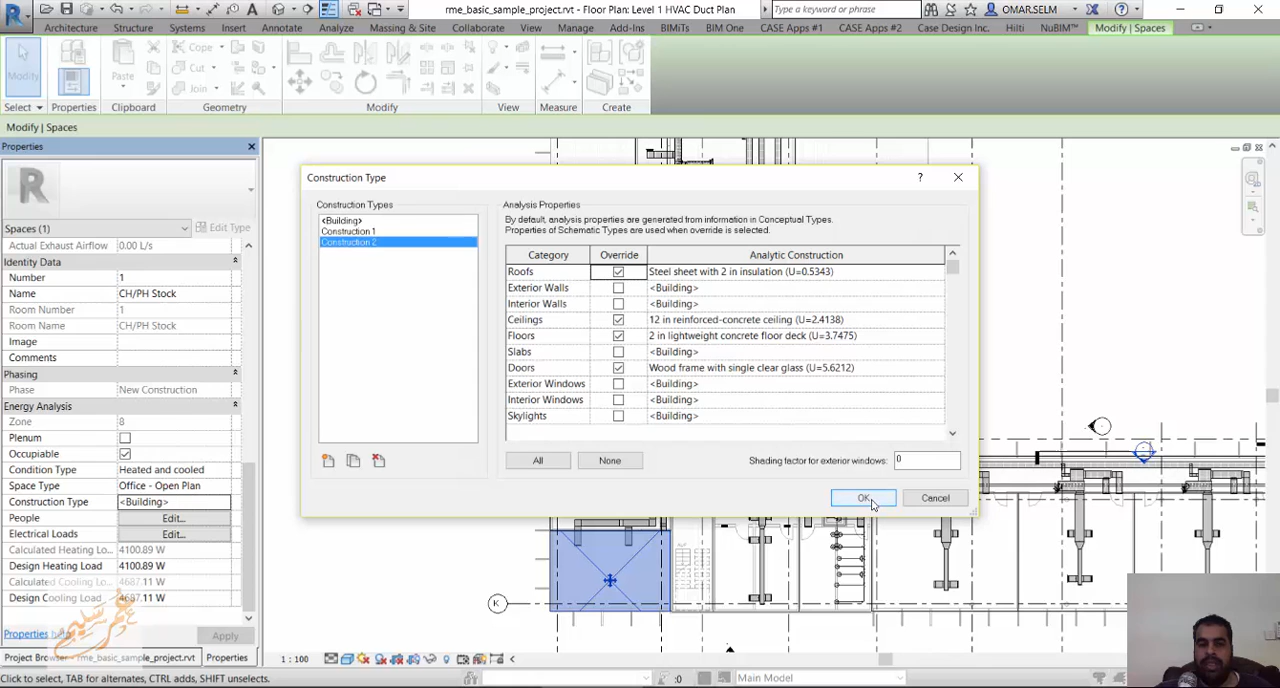 rme_basic_sample_project.rvt - Floor Plan: Level 1 HVAC Duct Plan
Type a keyword or phrase
OMAR.SELM
Architecture Structure Systems Insert Annotate Analyze Massing & Site Collaborate View Manage Add-Ins BIMiTs BIM One CASE Apps #1 CASE Apps #2 Case Design Inc. Hilti NuBIM™ Modify | Spaces
Modify
Paste
Cope
Cut
Join
Select Properties Clipboard Geometry Modify View Measure Create
Modify | Spaces
Properties
R
Spaces (1) Edit Type
Actual Exhaust Airflow 0.00 L/s
Identity Data
Number 1
Name CH/PH Stock
Room Number 1
Room Name CH/PH Stock
Image
Comments
Phasing
Phase New Construction
Energy Analysis
Zone 8
Plenum
Occupiable
Condition Type Heated and cooled
Space Type Office - Open Plan
Construction Type <Building>
People Edit...
Electrical Loads Edit...
Calculated Heating Lo 4100.89 W
Design Heating Load 4100.89 W
Calculated Cooling Lo 4687.11 W
Design Cooling Load 4687.11 W
Properties help
Apply
Project Browser - rme_basic_sample_project.rvt Properties
Construction Type
Construction Types
<Building>
Construction 1
Construction 2
Analysis Properties
By default, analysis properties are generated from information in Conceptual Types.
Properties of Schematic Types are used when override is selected.
Category Override Analytic Construction
Roofs Steel sheet with 2 in insulation (U=0.5343)
Exterior Walls <Building>
Interior Walls <Building>
Ceilings 12 in reinforced-concrete ceiling (U=2.4138)
Floors 2 in lightweight concrete floor deck (U=3.7475)
Slabs <Building>
Doors Wood frame with single clear glass (U=5.6212)
Exterior Windows <Building>
Interior Windows <Building>
Skylights <Building>
All None Shading factor for exterior windows: 0
OK Cancel
K
1 : 100
Click to select, TAB for alternates, CTRL adds, SHIFT unselects.
:0
Main Model